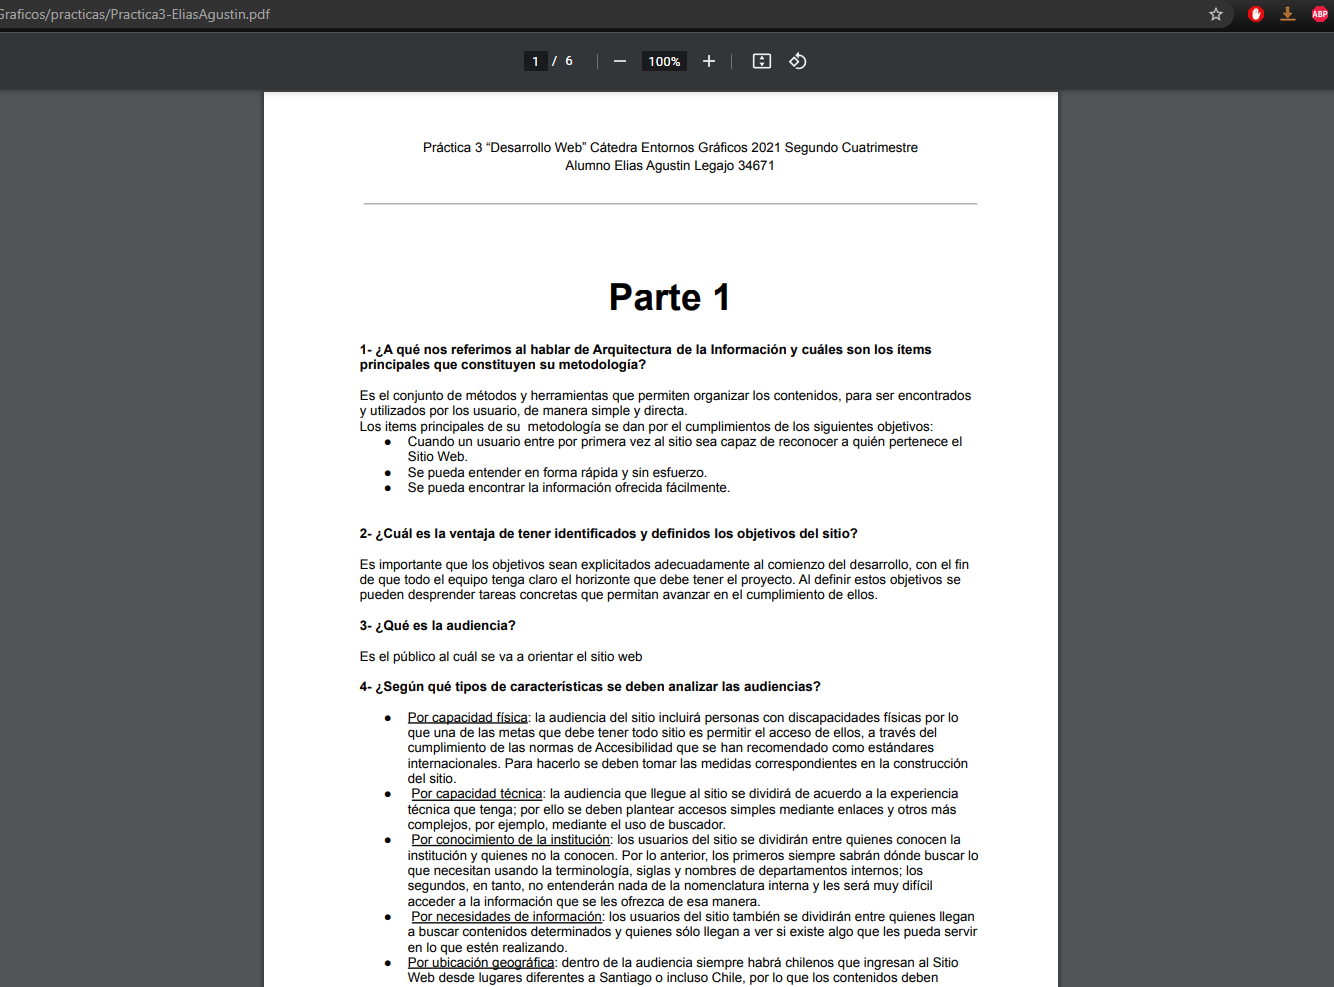 Graficos/practicas/Practica3-EliasAgustin.pdf
ABP
1 / 6
100%
Práctica 3 “Desarrollo Web” Cátedra Entornos Gráficos 2021 Segundo Cuatrimestre
Alumno Elias Agustin Legajo 34671
Parte 1
1- ¿A qué nos referimos al hablar de Arquitectura de la Información y cuáles son los ítems
principales que constituyen su metodología?
Es el conjunto de métodos y herramientas que permiten organizar los contenidos, para ser encontrados
y utilizados por los usuario, de manera simple y directa.
Los items principales de su metodología se dan por el cumplimientos de los siguientes objetivos:
● Cuando un usuario entre por primera vez al sitio sea capaz de reconocer a quién pertenece el
Sitio Web.
● Se pueda entender en forma rápida y sin esfuerzo.
● Se pueda encontrar la información ofrecida fácilmente.
2- ¿Cuál es la ventaja de tener identificados y definidos los objetivos del sitio?
Es importante que los objetivos sean explicitados adecuadamente al comienzo del desarrollo, con el fin
de que todo el equipo tenga claro el horizonte que debe tener el proyecto. Al definir estos objetivos se
pueden desprender tareas concretas que permitan avanzar en el cumplimiento de ellos.
3- ¿Qué es la audiencia?
Es el público al cuál se va a orientar el sitio web
4- ¿Según qué tipos de características se deben analizar las audiencias?
● Por capacidad física: la audiencia del sitio incluirá personas con discapacidades físicas por lo
que una de las metas que debe tener todo sitio es permitir el acceso de ellos, a través del
cumplimiento de las normas de Accesibilidad que se han recomendado como estándares
internacionales. Para hacerlo se deben tomar las medidas correspondientes en la construcción
del sitio.
● Por capacidad técnica: la audiencia que llegue al sitio se dividirá de acuerdo a la experiencia
técnica que tenga; por ello se deben plantear accesos simples mediante enlaces y otros más
complejos, por ejemplo, mediante el uso de buscador.
● Por conocimiento de la institución: los usuarios del sitio se dividirán entre quienes conocen la
institución y quienes no la conocen. Por lo anterior, los primeros siempre sabrán dónde buscar lo
que necesitan usando la terminología, siglas y nombres de departamentos internos; los
segundos, en tanto, no entenderán nada de la nomenclatura interna y les será muy difícil
acceder a la información que se les ofrezca de esa manera.
● Por necesidades de información: los usuarios del sitio también se dividirán entre quienes llegan
a buscar contenidos determinados y quienes sólo llegan a ver si existe algo que les pueda servir
en lo que estén realizando.
● Por ubicación geográfica: dentro de la audiencia siempre habrá chilenos que ingresan al Sitio
Web desde lugares diferentes a Santiago o incluso Chile, por lo que los contenidos deben